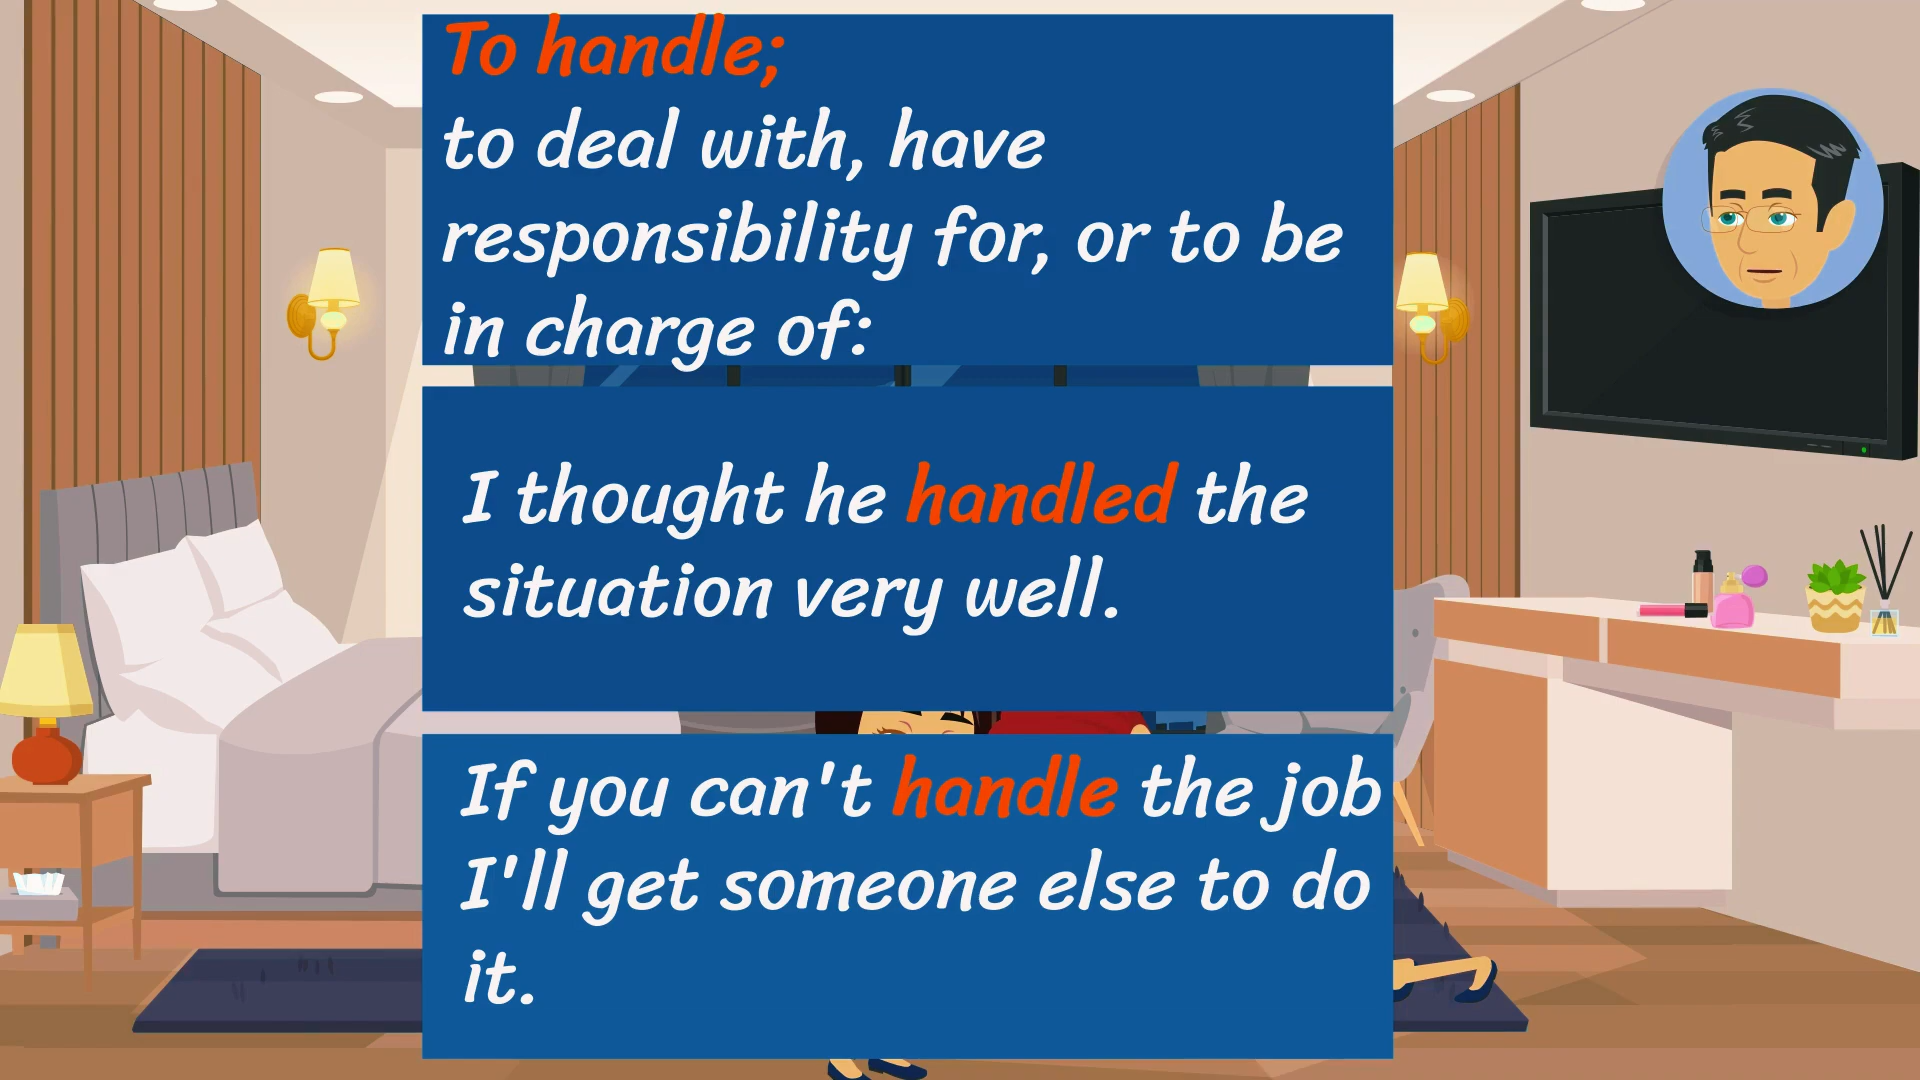 To handle;
to deal with, have
responsibility for, or to be
in charge of:
I thought he handled the
situation very well.
If you can't handle the job
I'll get someone else to do
it.